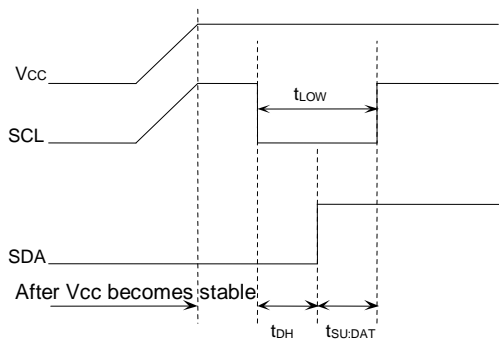 VCC
tLOW
SCL
SDA
After Vcc becomes stable
tDH
tSU:DAT